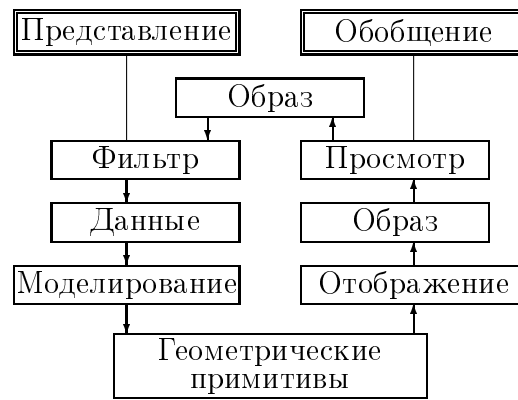 Представление
Обобщение
Образ
Фильтр
Просмотр
Данные
Образ
Моделирование
Отображение
Геометрические
примитивы